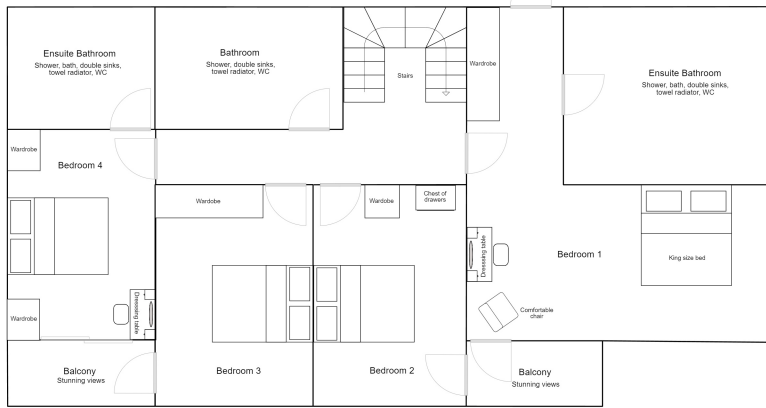 Ensuite Bathroom
Shower, bath, double sinks,
towel radiator, WC
Bathroom
Shower, double sinks,
towel radiator, WC
Stairs
Wardrobe
Ensuite Bathroom
Shower, bath, double sinks,
towel radiator, WC
Wardrobe
Bedroom 4
Wardrobe
Wardrobe
Chest of
drawers
Dresssing table
Bedroom 1
King size bed
Dresssing table
Wardrobe
Comfortable
chair
Balcony
Stunning views
Bedroom 3
Bedroom 2
Balcony
Stunning views